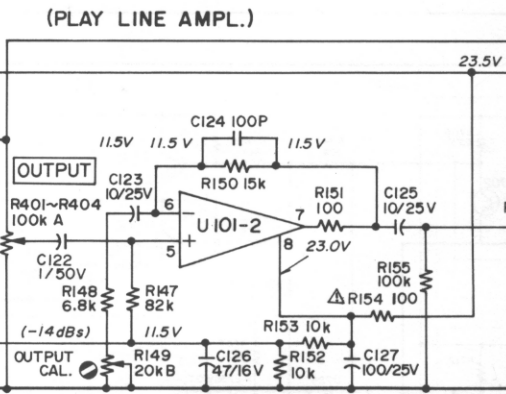 (PLAY LINE AMPL.)
23.5V
C124 100P
11.5V 11.5V 11.5V
OUTPUT
C123
10/25V
R150 15k
R401~R404
100k A
6
−
U101-2
7
R151
100
C125
10/25V
5
+
8
23.0V
C122
1/50V
R155
100k
R148
6.8k
R147
82k
⚠R154 100
(-14dBs)
11.5V
R153 10k
OUTPUT
CAL.
R149
20kB
C126
47/16V
R152
10k
C127
100/25V